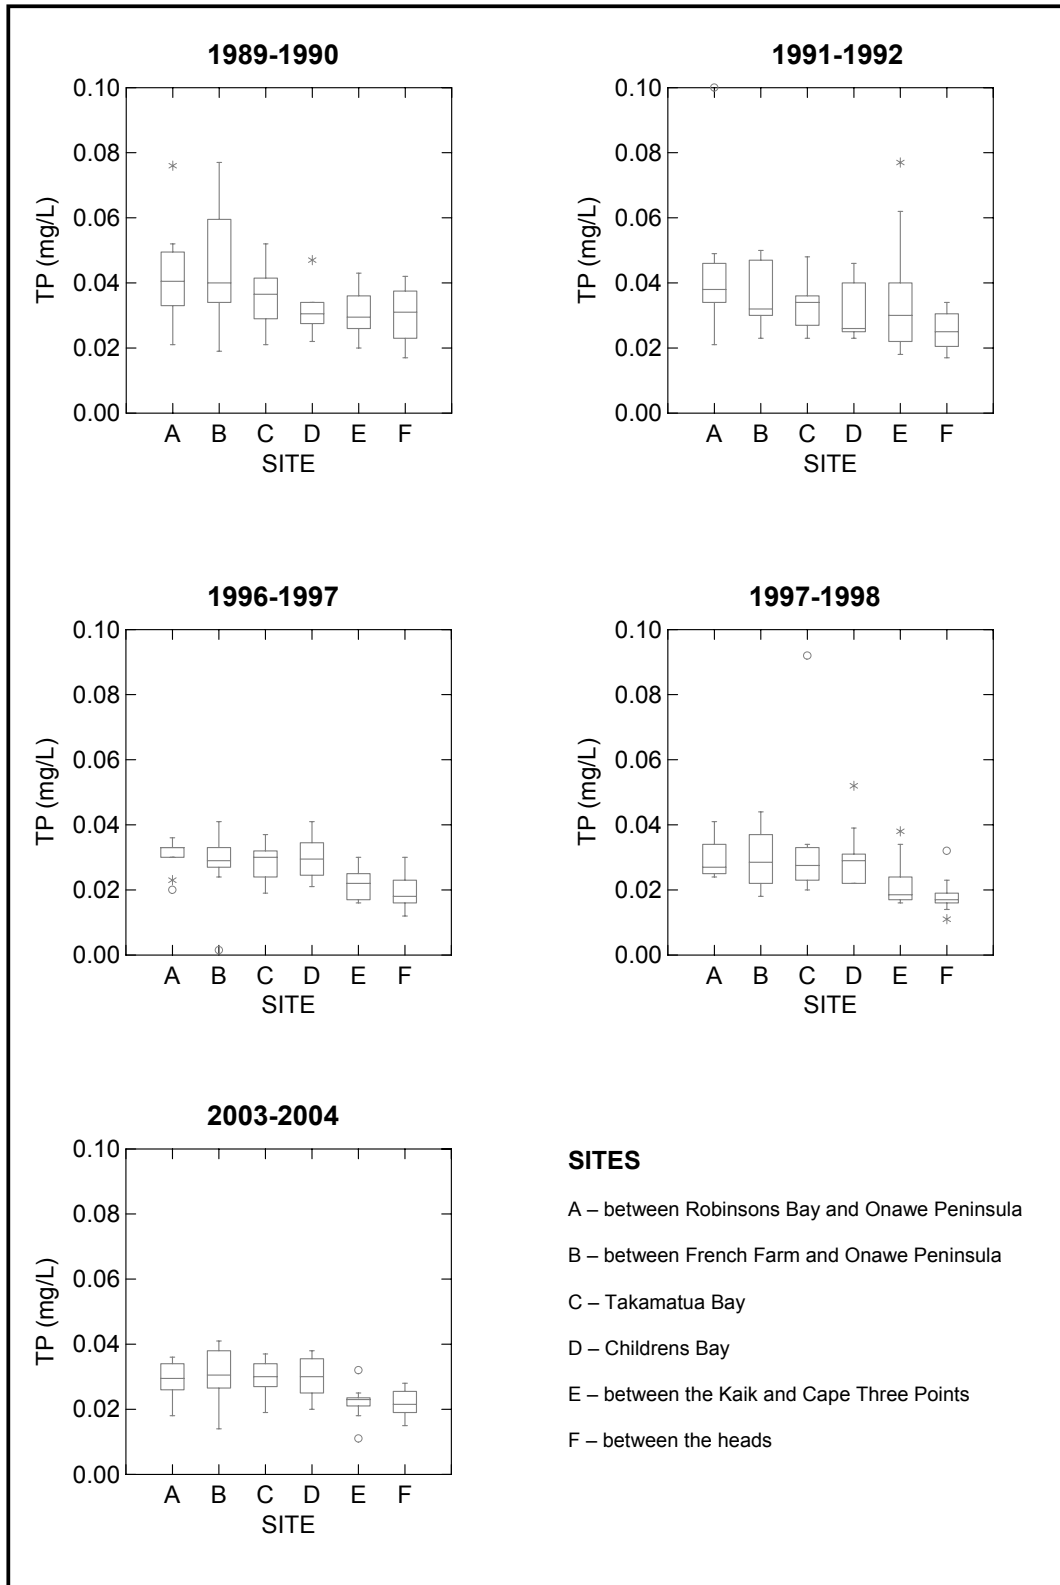 1989-1990
0.10
0.08
0.06
0.04
0.02
0.00
TP (mg/L)
A B C D E F
SITE
1991-1992
0.10
0.08
0.06
0.04
0.02
0.00
TP (mg/L)
A B C D E F
SITE
1996-1997
0.10
0.08
0.06
0.04
0.02
0.00
TP (mg/L)
A B C D E F
SITE
1997-1998
0.10
0.08
0.06
0.04
0.02
0.00
TP (mg/L)
A B C D E F
SITE
2003-2004
0.10
0.08
0.06
0.04
0.02
0.00
TP (mg/L)
A B C D E F
SITE
SITES
A – between Robinsons Bay and Onawe Peninsula
B – between French Farm and Onawe Peninsula
C – Takamatua Bay
D – Childrens Bay
E – between the Kaik and Cape Three Points
F – between the heads